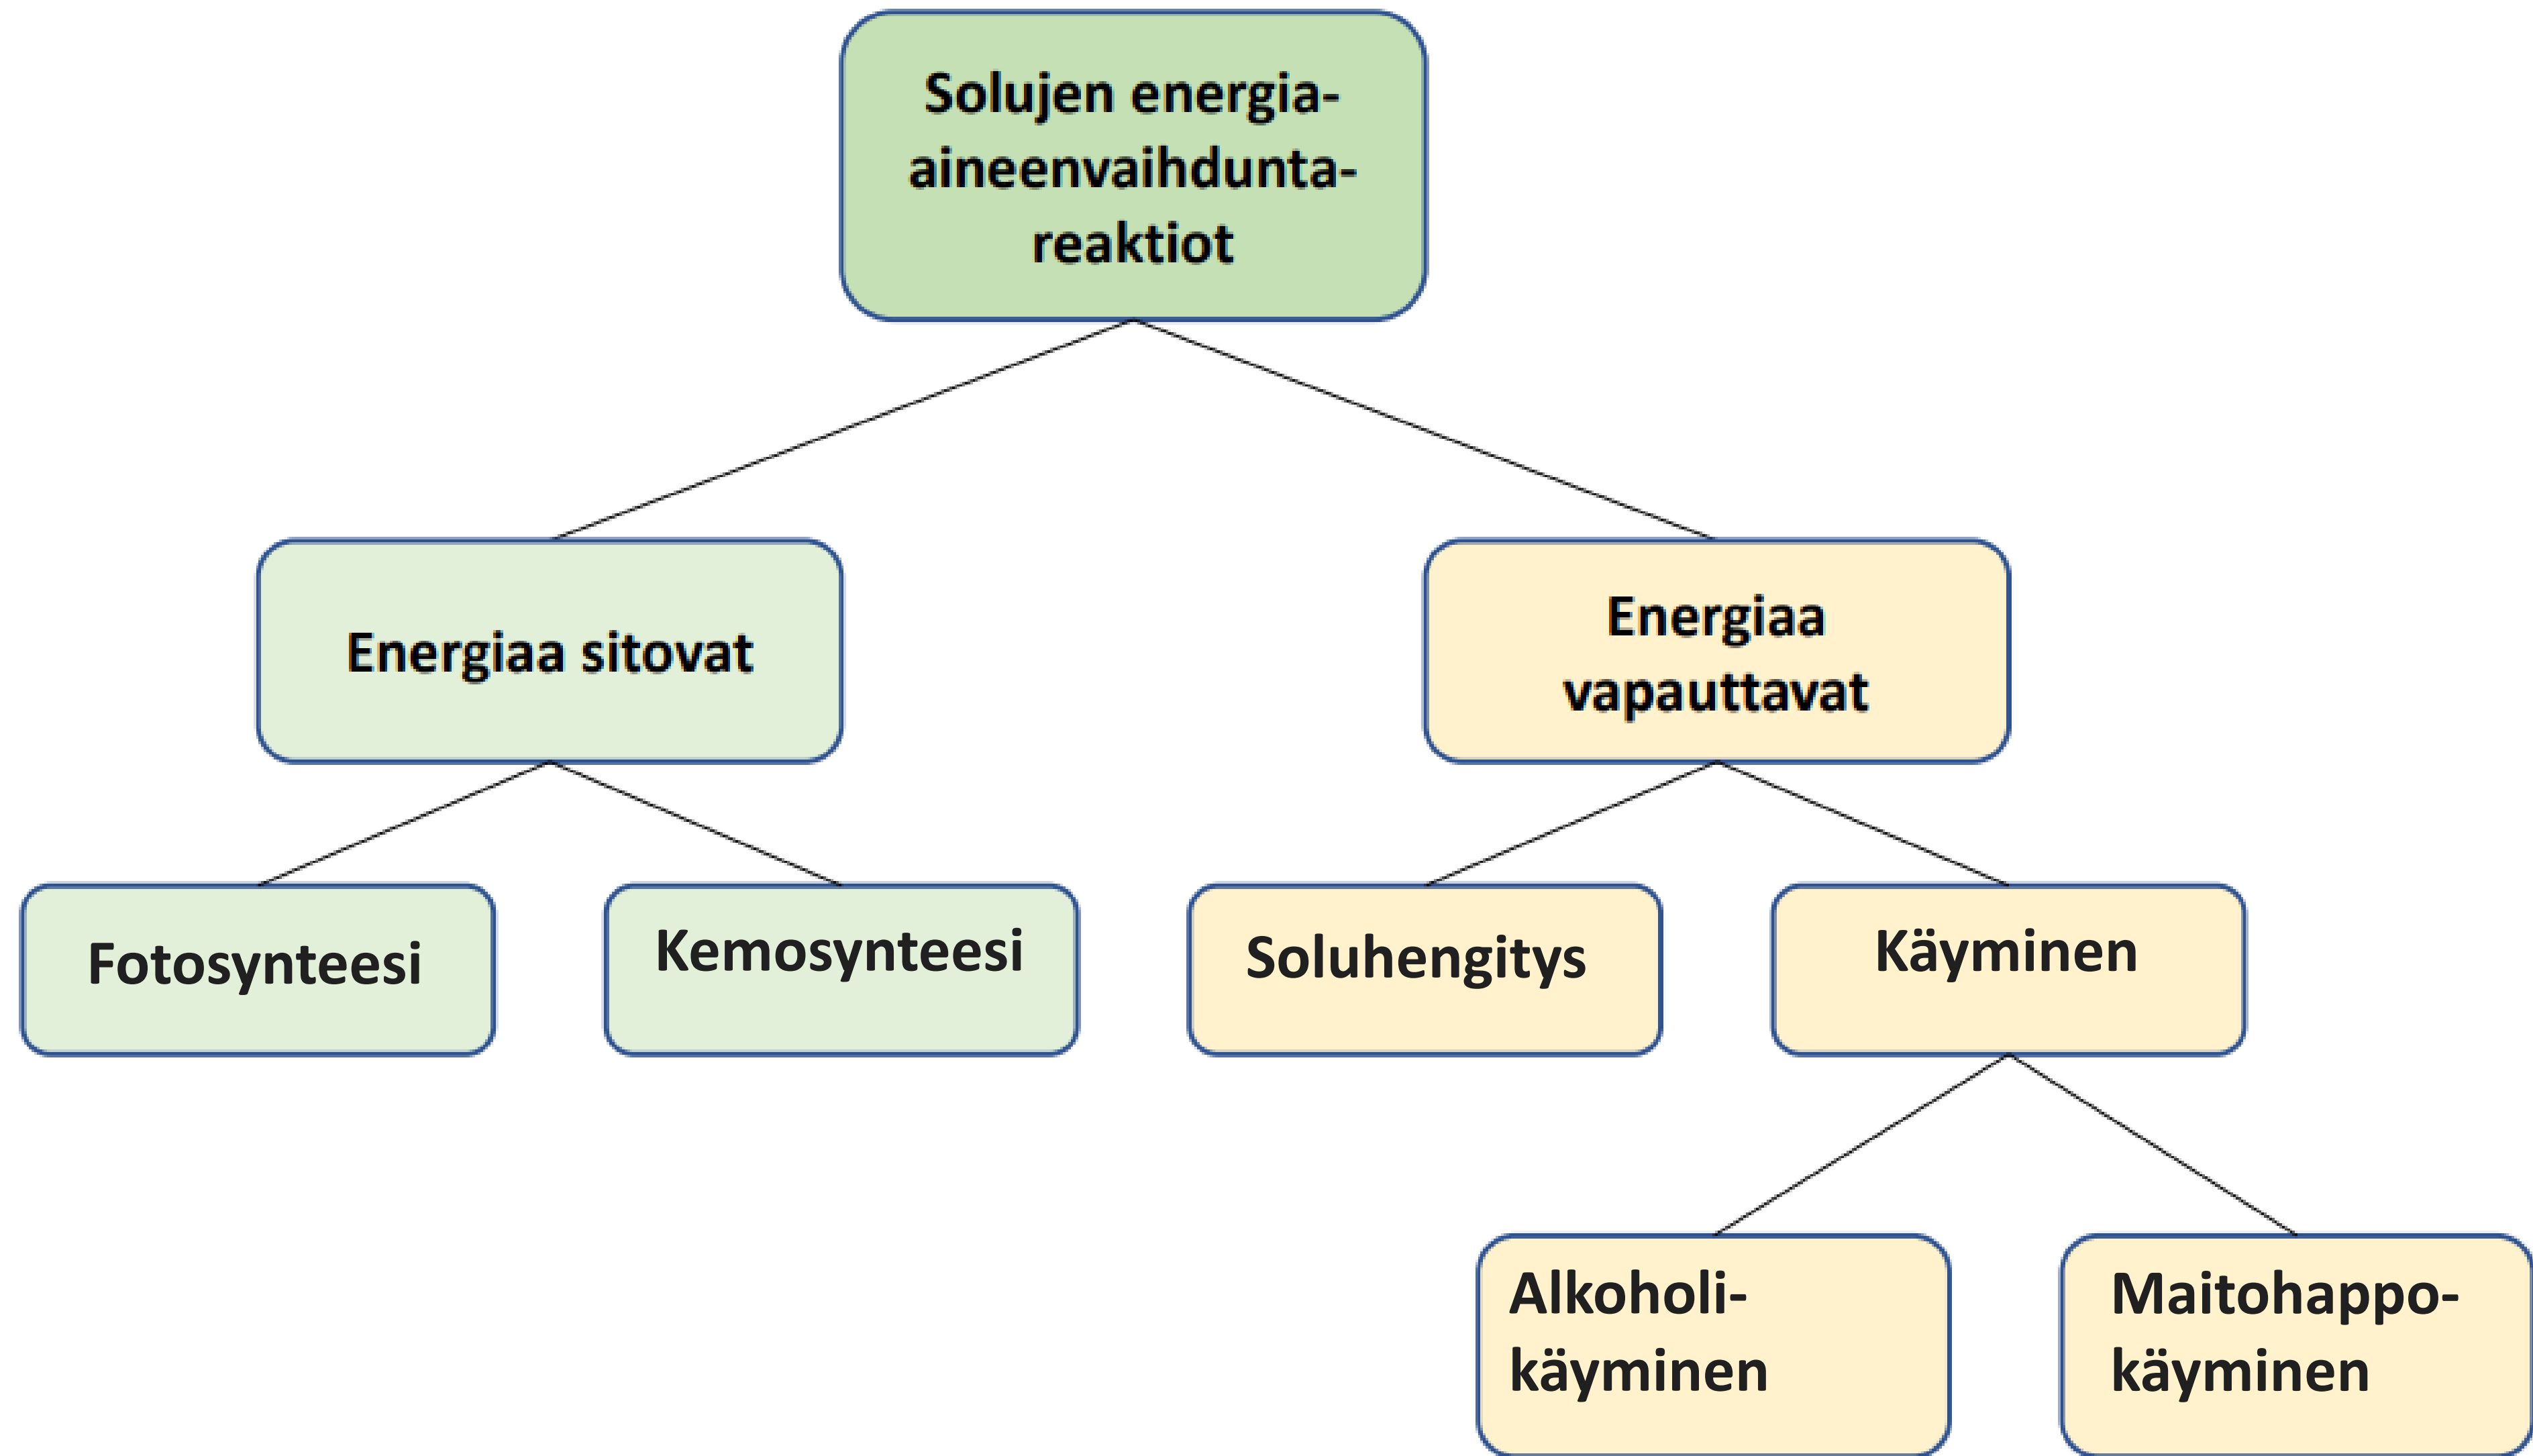 Solujen energia-
aineenvaihdunta-
reaktiot
Energiaa sitovat
Energiaa
vapauttavat
Fotosynteesi
Kemosynteesi
Soluhengitys
Käyminen
Alkoholi-
käyminen
Maitohappo-
käyminen